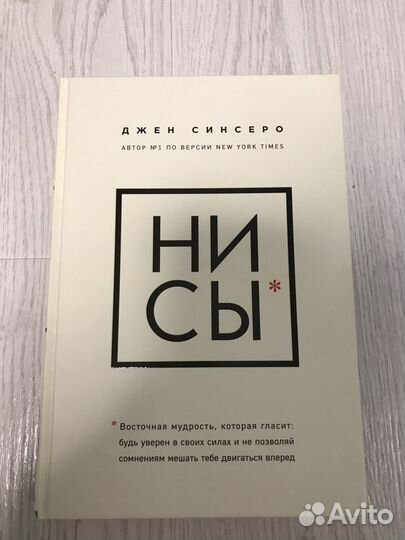 ДЖЕН СИНСЕРО
АВТОР №1 ПО ВЕРСИИ NEW YORK TIMES
НИ
СЫ*
* Восточная мудрость, которая гласит:
будь уверен в своих силах и не позволяй
сомнениям мешать тебе двигаться вперед
Avito